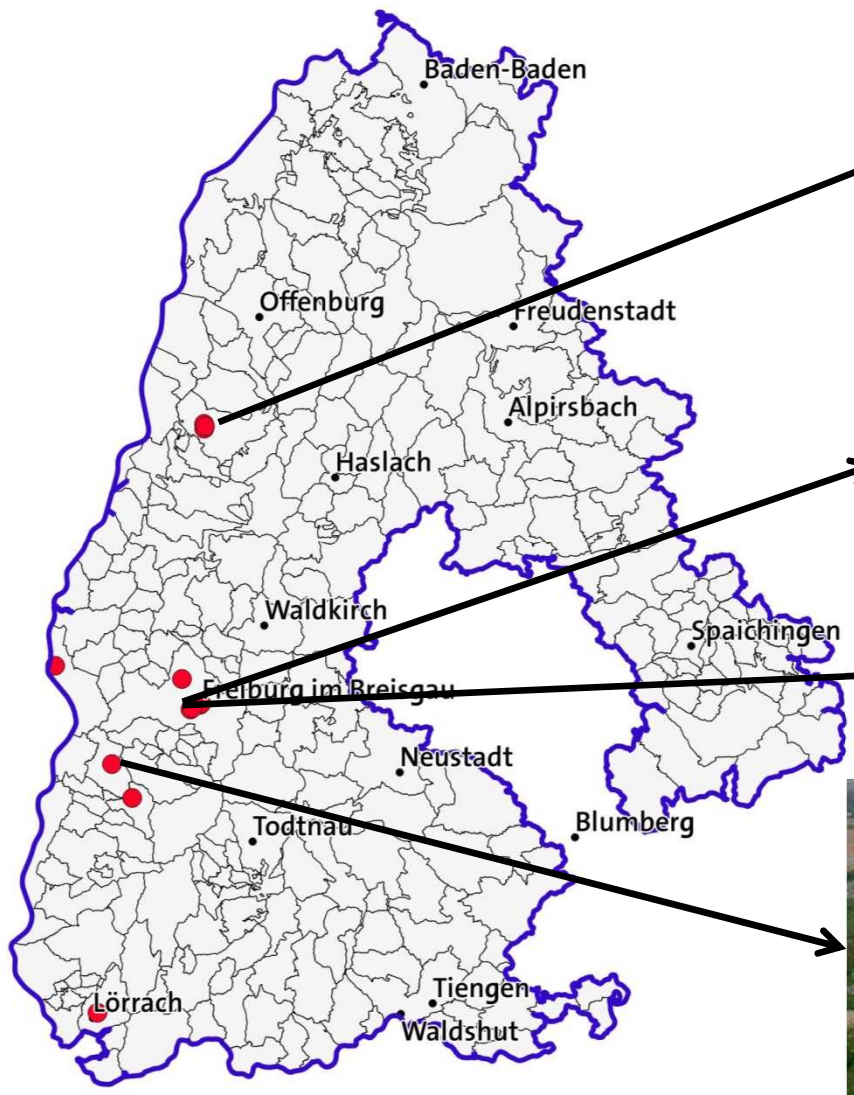 Baden-Baden
Offenburg
Freudenstadt
Alpirsbach
Haslach
Waldkirch
Spaichingen
Freiburg im Breisgau
Neustadt
Blumberg
Todtnau
Tiengen
Lörrach
Waldshut